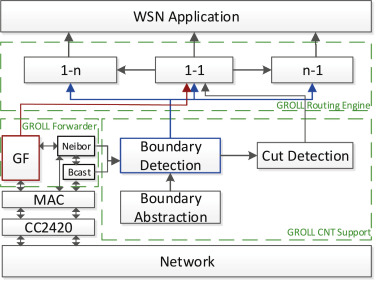 WSN Application
1-n
1-1
n-1
GROLL Routing Engine
GROLL Forwarder
GF
Neibor
Bcast
Boundary
Detection
Cut Detection
MAC
Boundary
Abstraction
CC2420
GROLL CNT Support
Network